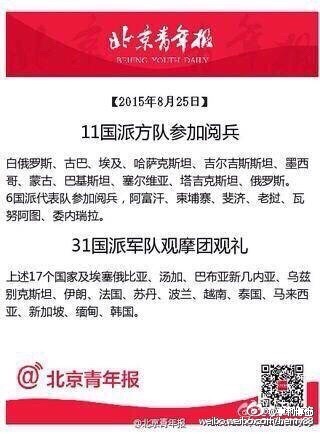 北京青年报
BEIJING YOUTH DAILY
【2015年8月25日】
11国派方队参加阅兵
白俄罗斯、古巴、埃及、哈萨克斯坦、吉尔吉斯斯坦、墨西
哥、蒙古、巴基斯坦、塞尔维亚、塔吉克斯坦、俄罗斯。
6国派代表队参加阅兵，阿富汗、柬埔寨、斐济、老挝、瓦
努阿图、委内瑞拉。
31国派军队观摩团观礼
上述17个国家及埃塞俄比亚、汤加、巴布亚新几内亚、乌兹
别克斯坦、伊朗、法国、苏丹、波兰、越南、泰国、马来西
亚、新加坡、缅甸、韩国。
@北京青年报
@北京青年报
weibo.com/henry88